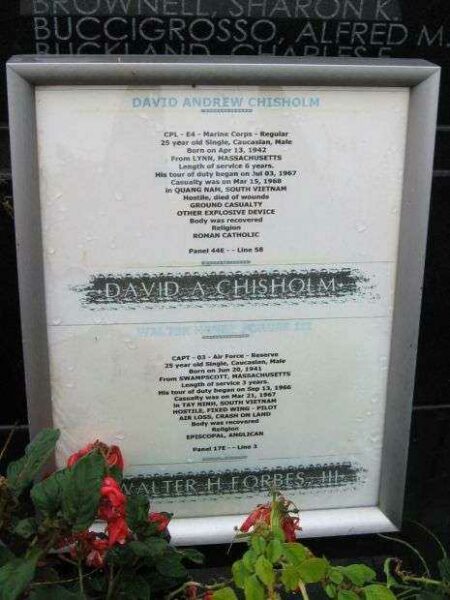 BROWNELL, SHARON K.
BUCCIGROSSO, ALFRED M.
BUCKLAND, CHARLES E.
DAVID ANDREW CHISHOLM
CPL - E4 - Marine Corps - Regular
25 year old Single, Caucasian, Male
Born on Apr 13, 1942
From LYNN, MASSACHUSETTS
Length of service 6 years.
His tour of duty began on Jul 03, 1967
Casualty was on Mar 15, 1968
in QUANG NAM, SOUTH VIETNAM
Hostile, died of wounds
GROUND CASUALTY
OTHER EXPLOSIVE DEVICE
Body was recovered
Religion
ROMAN CATHOLIC
Panel 44E - - Line 58
·DAVID A CHISHOLM·
WALTER HENRY FORBES III
CAPT - O3 - Air Force - Reserve
25 year old Single, Caucasian, Male
Born on Jun 20, 1941
From SWAMPSCOTT, MASSACHUSETTS
Length of service 3 years.
His tour of duty began on Sep 13, 1966
Casualty was on Mar 21, 1967
in TAY NINH, SOUTH VIETNAM
HOSTILE, FIXED WING - PILOT
AIR LOSS, CRASH ON LAND
Body was recovered
Religion
EPISCOPAL, ANGLICAN
Panel 17E - - Line 3
WALTER H FORBES, III·